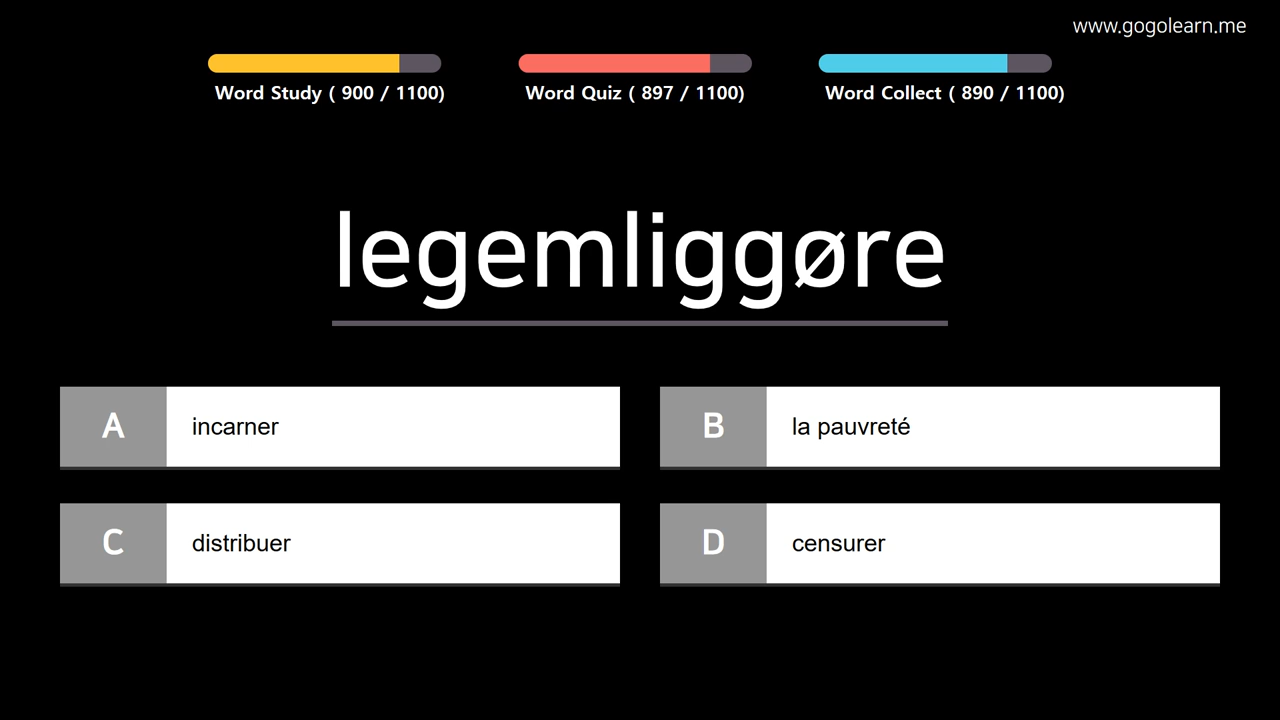 www.gogolearn.me
Word Study ( 900 / 1100)
Word Quiz ( 897 / 1100)
Word Collect ( 890 / 1100)
legemliggøre
A
incarner
B
la pauvreté
C
distribuer
D
censurer